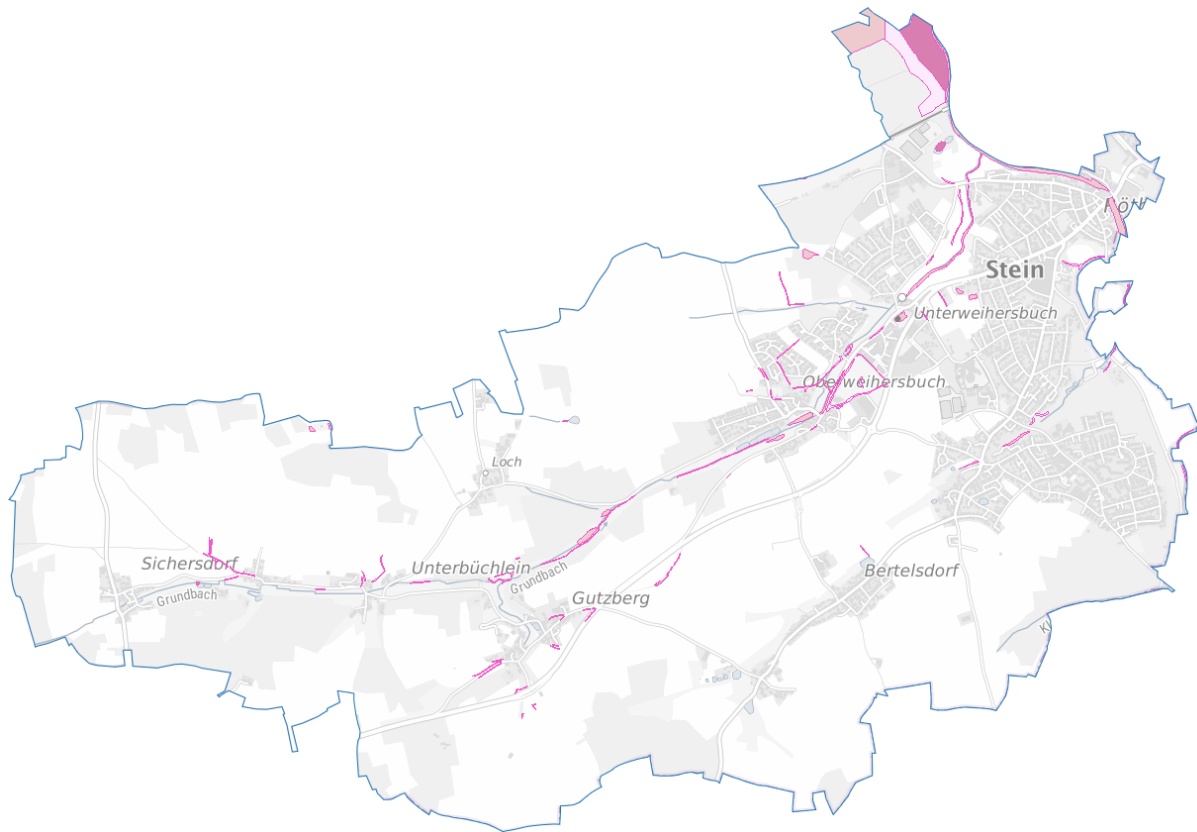 Stein
Unterweihersbuch
Oberweihersbuch
Loch
Sichersdorf
Unterbüchlein
Bertelsdorf
Grundbach
Grundbach
Gutzberg